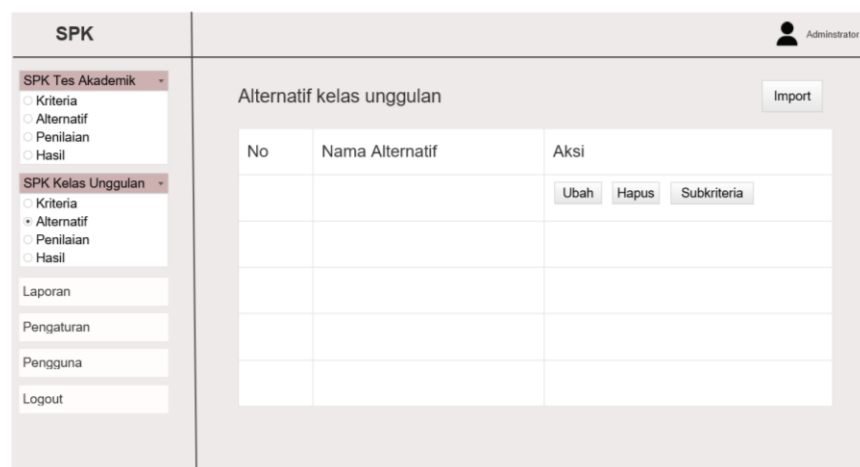 SPK
Adminstrator
SPK Tes Akademik
Kriteria
Alternatif
Penilaian
Hasil
SPK Kelas Unggulan
Kriteria
Alternatif
Penilaian
Hasil
Laporan
Pengaturan
Pengguna
Logout
Alternatif kelas unggulan
Import
No Nama Alternatif Aksi
Ubah Hapus Subkriteria